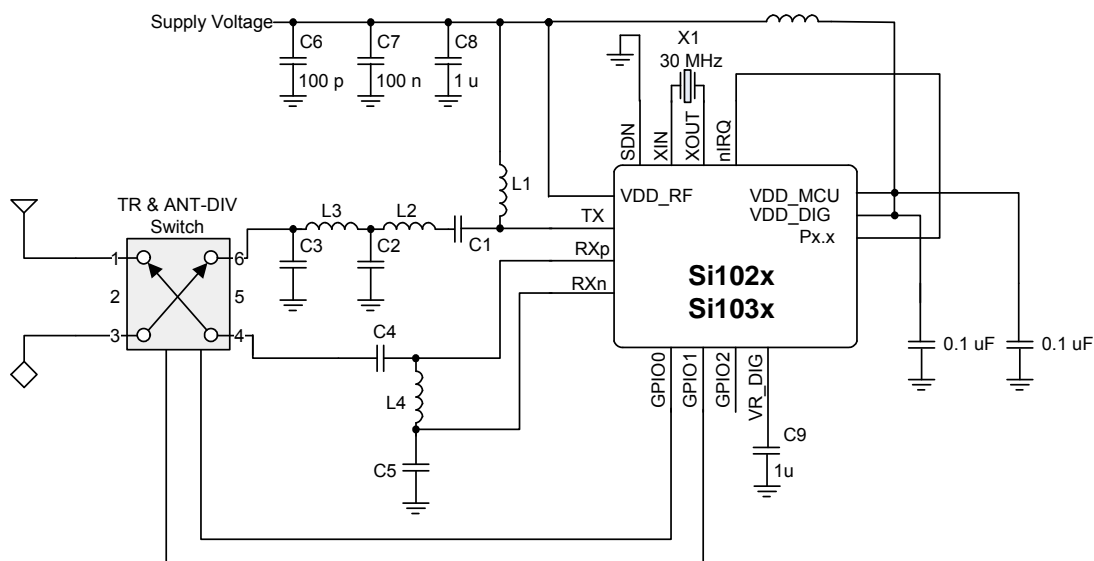 Supply Voltage
C6
C7
C8
100 p
100 n
1 u
X1
30 MHz
SDN
XIN
XOUT
nIRQ
L1
VDD_RF
VDD_MCU
VDD_DIG
Px.x
TX
RXp
RXn
TR & ANT-DIV
Switch
L3
L2
C3
C2
C1
1
6
2
5
3
4
Si102x
Si103x
C4
L4
C5
GPIO0
GPIO1
GPIO2
VR_DIG
0.1 uF
0.1 uF
C9
1u